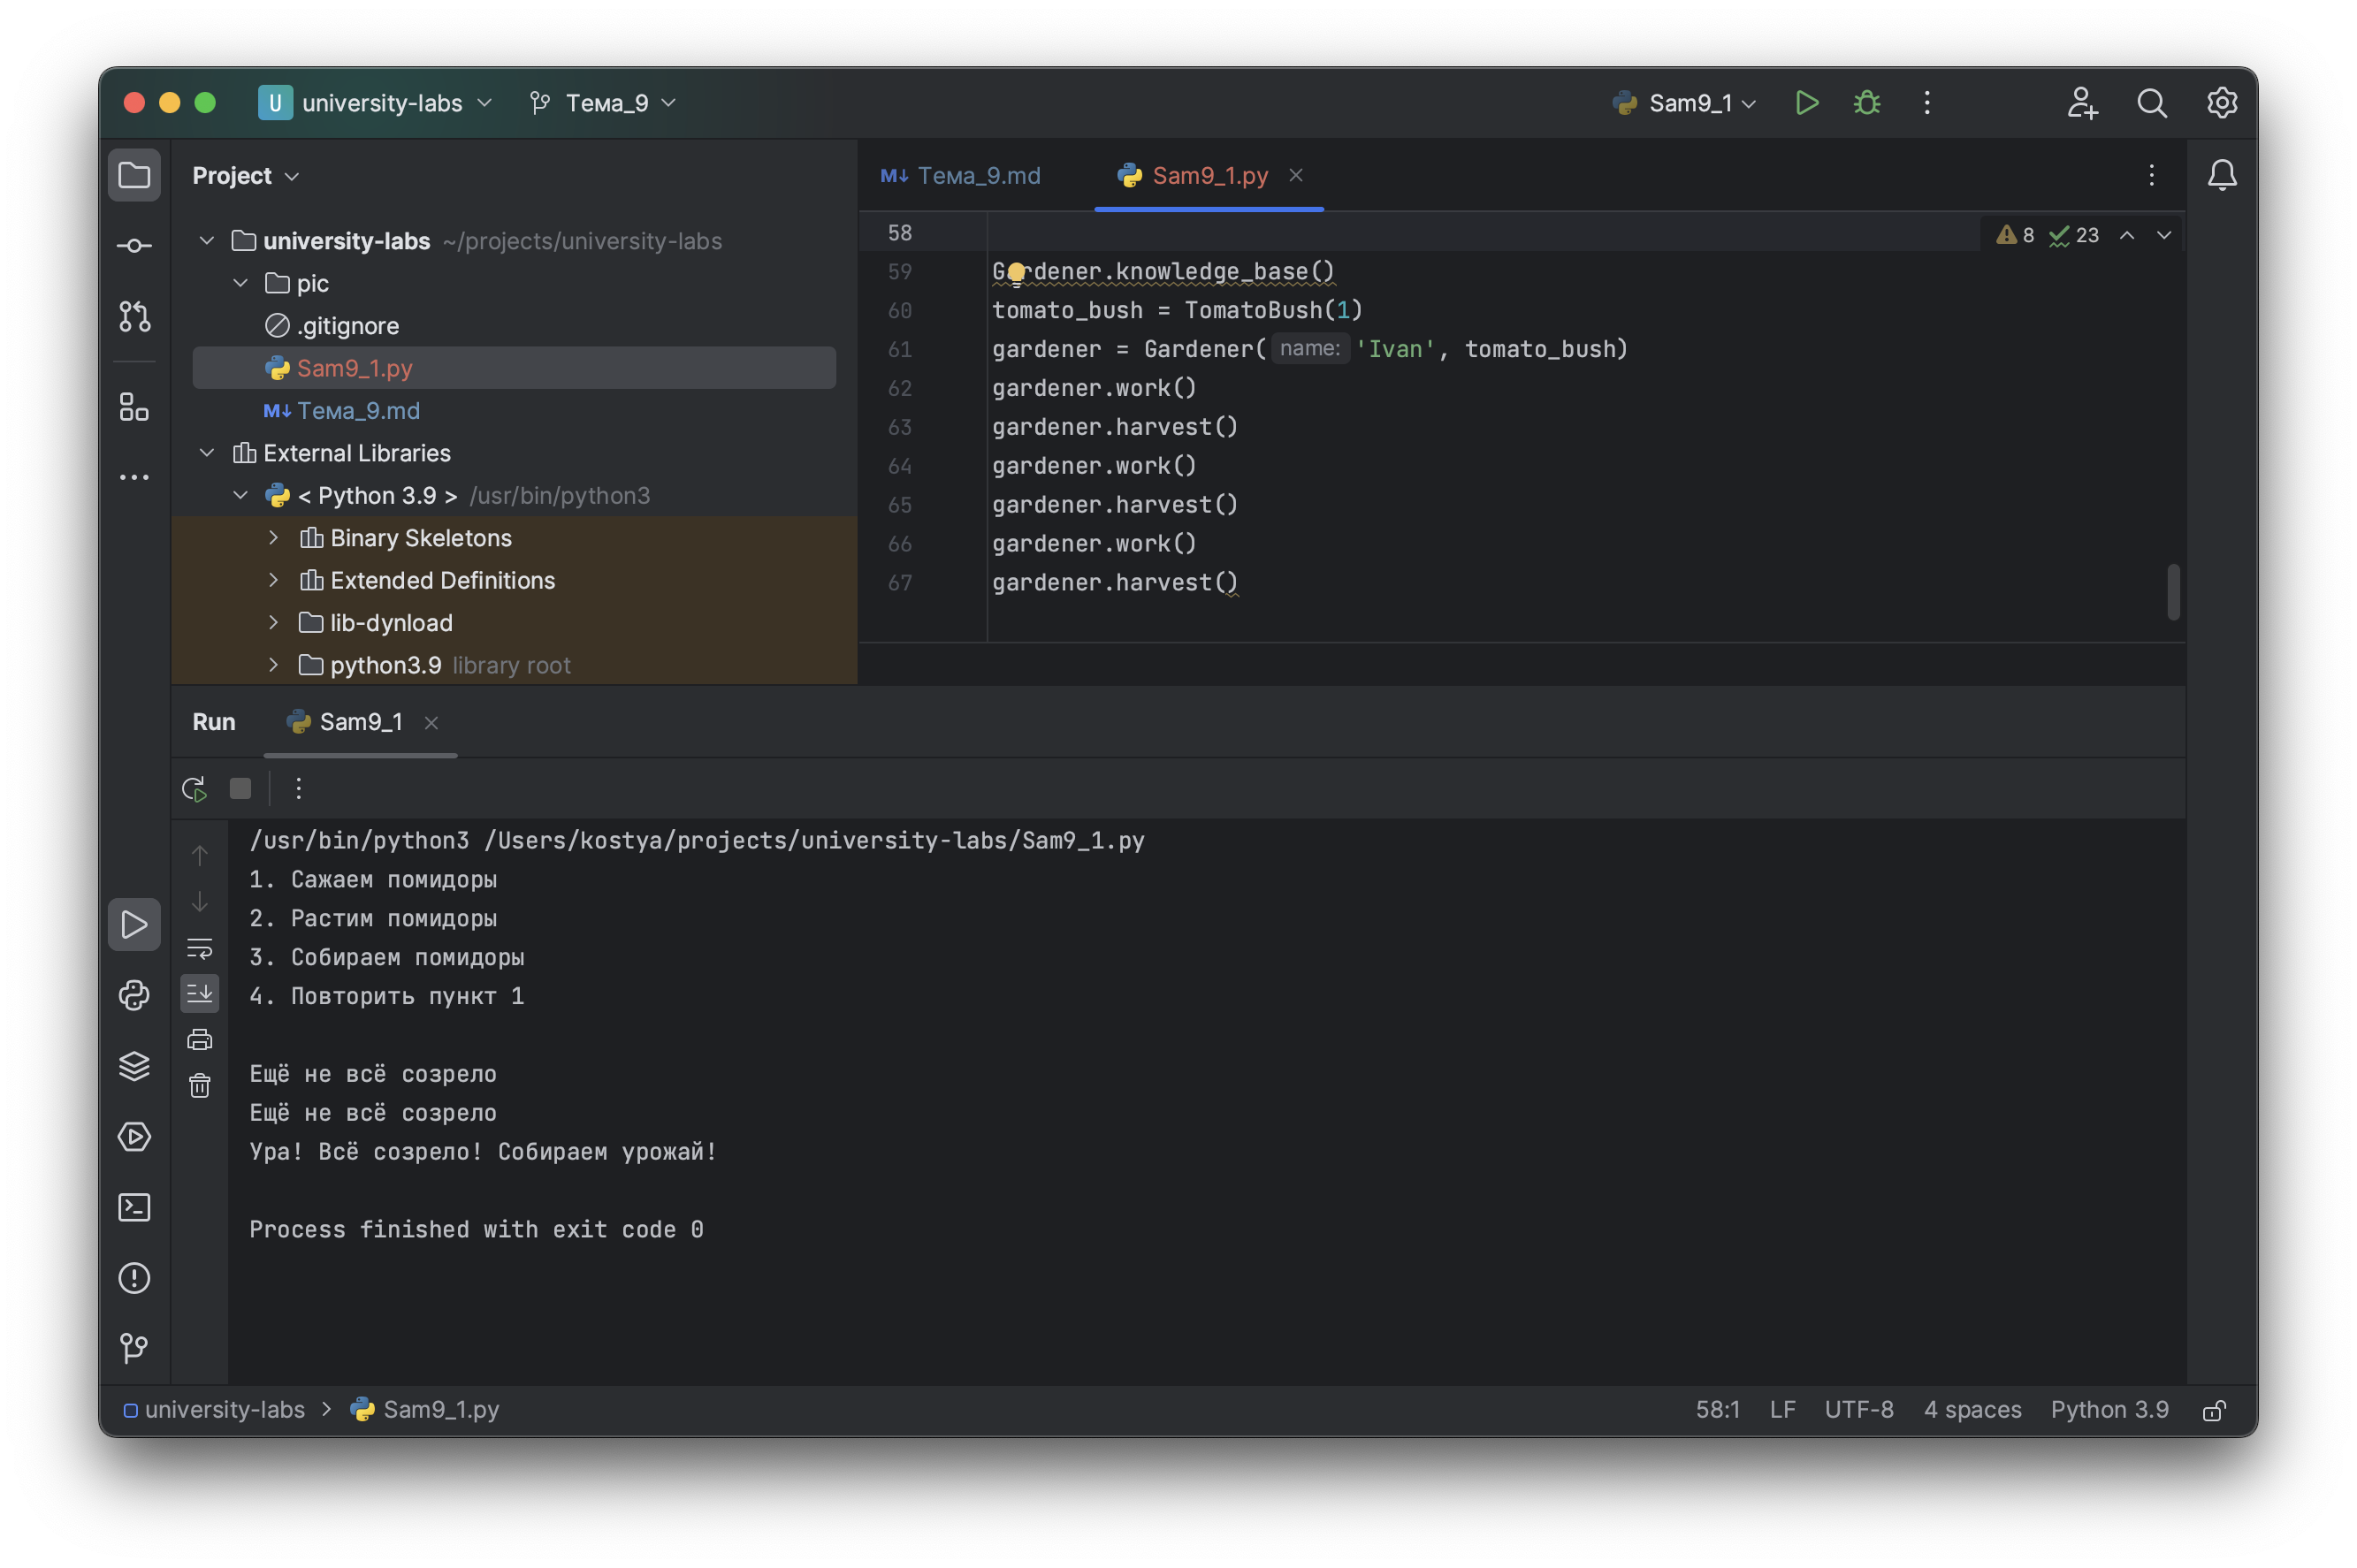 U university-labs Тема_9 Sam9_1
Project
university-labs ~/projects/university-labs
pic
.gitignore
Sam9_1.py
M↓ Тема_9.md
External Libraries
< Python 3.9 > /usr/bin/python3
Binary Skeletons
Extended Definitions
lib-dynload
python3.9 library root
M↓ Тема_9.md Sam9_1.py
8 23
58
59 Gardener.knowledge_base()
60 tomato_bush = TomatoBush(1)
61 gardener = Gardener( name: 'Ivan', tomato_bush)
62 gardener.work()
63 gardener.harvest()
64 gardener.work()
65 gardener.harvest()
66 gardener.work()
67 gardener.harvest()
Run Sam9_1
/usr/bin/python3 /Users/kostya/projects/university-labs/Sam9_1.py
1. Сажаем помидоры
2. Растим помидоры
3. Собираем помидоры
4. Повторить пункт 1
Ещё не всё созрело
Ещё не всё созрело
Ура! Всё созрело! Собираем урожай!
Process finished with exit code 0
university-labs > Sam9_1.py 58:1 LF UTF-8 4 spaces Python 3.9